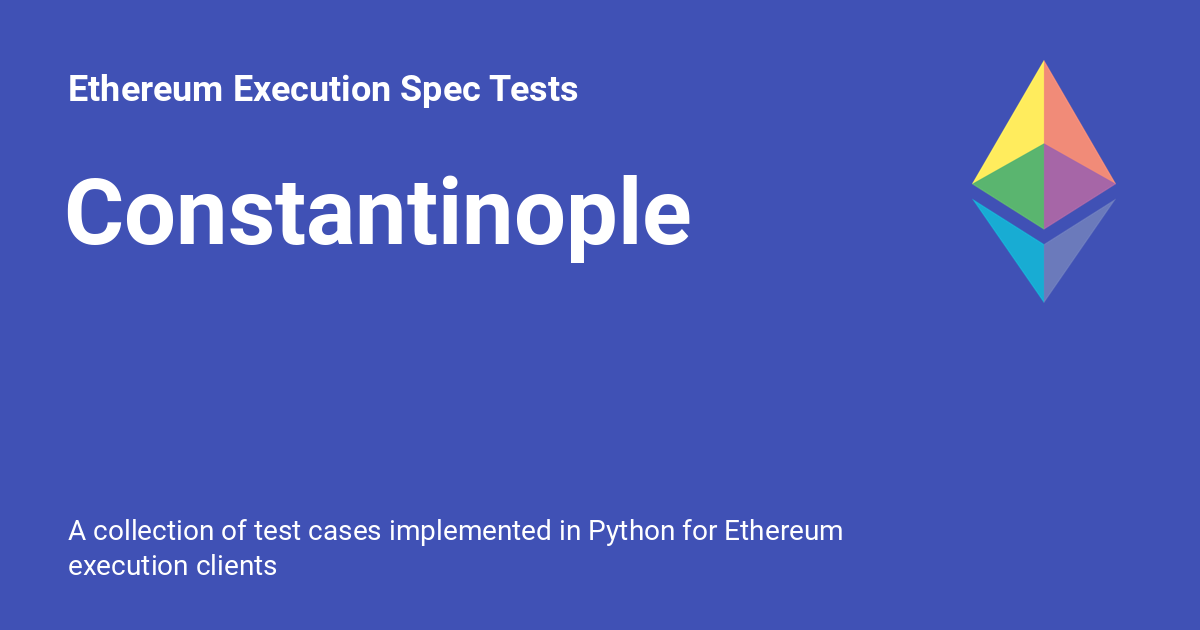 Ethereum Execution Spec Tests
Constantinople
A collection of test cases implemented in Python for Ethereum
execution clients